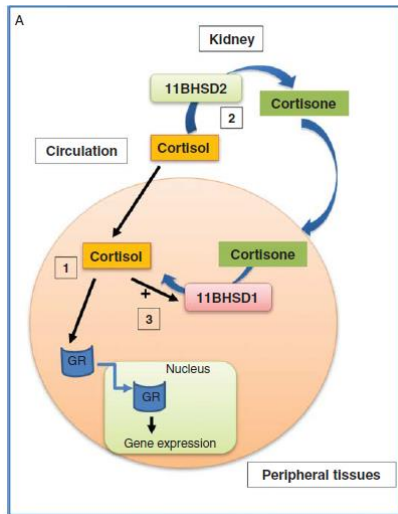 A
Kidney
11BHSD2
Cortisone
2
Circulation
Cortisol
Cortisol
Cortisone
1
+
11BHSD1
3
GR
Nucleus
GR
Gene expression
Peripheral tissues